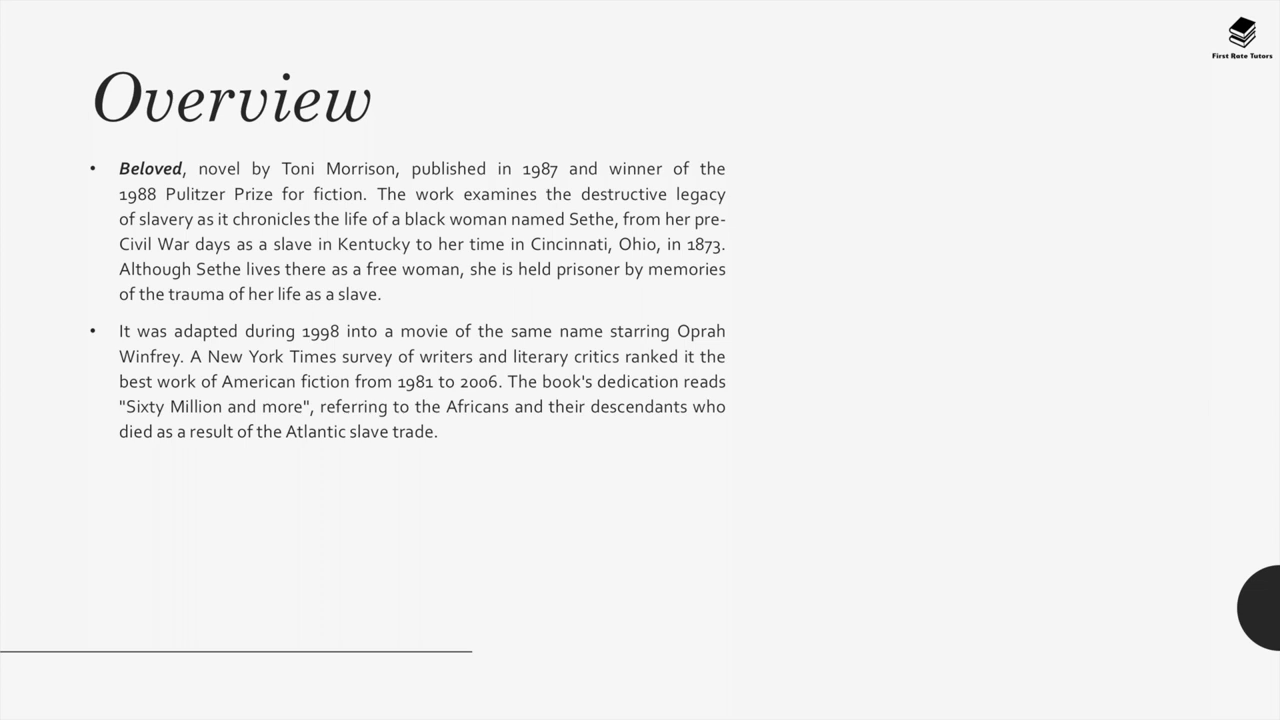 First Rate Tutors
Overview
• Beloved, novel by Toni Morrison, published in 1987 and winner of the
1988 Pulitzer Prize for fiction. The work examines the destructive legacy
of slavery as it chronicles the life of a black woman named Sethe, from her pre-
Civil War days as a slave in Kentucky to her time in Cincinnati, Ohio, in 1873.
Although Sethe lives there as a free woman, she is held prisoner by memories
of the trauma of her life as a slave.
• It was adapted during 1998 into a movie of the same name starring Oprah
Winfrey. A New York Times survey of writers and literary critics ranked it the
best work of American fiction from 1981 to 2006. The book's dedication reads
"Sixty Million and more", referring to the Africans and their descendants who
died as a result of the Atlantic slave trade.